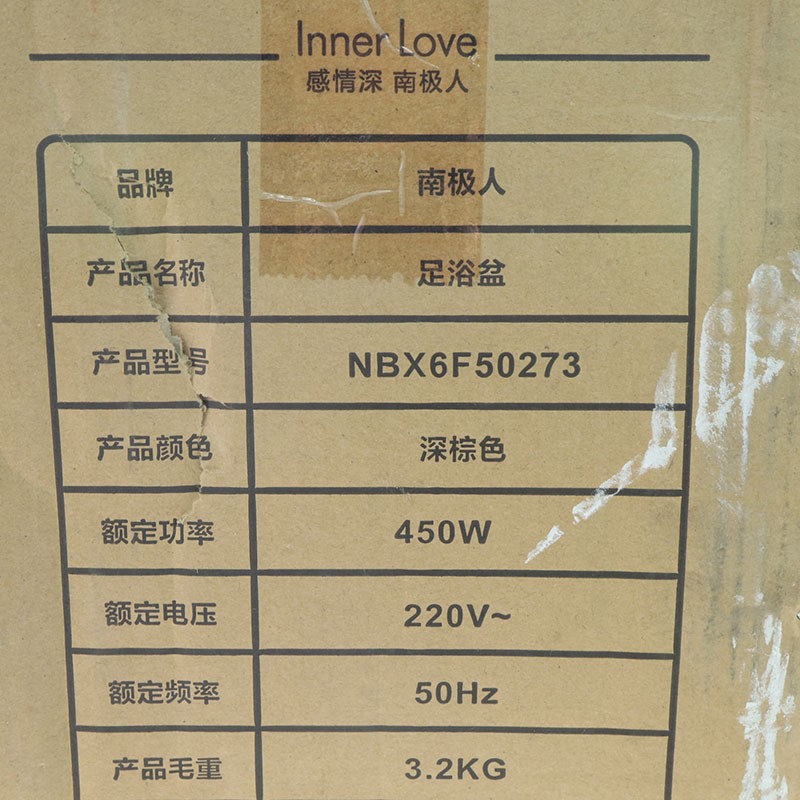 Inner Love
感情深 南极人
品牌 南极人
产品名称 足浴盆
产品型号 NBX6F50273
产品颜色 深棕色
额定功率 450W
额定电压 220V~
额定频率 50Hz
产品毛重 3.2KG